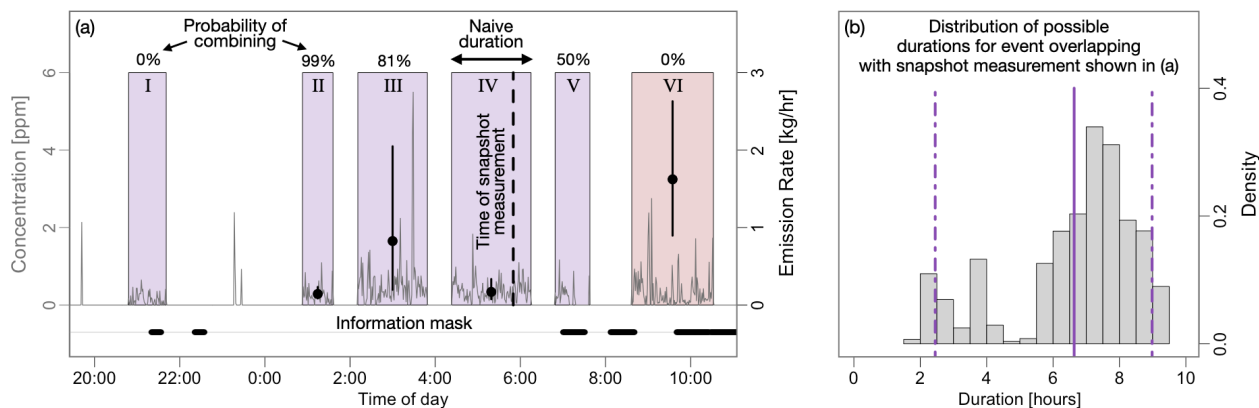 (a)
Probability of
combining
Naive
duration
0%
99%
81%
50%
0%
I
II
III
IV
V
VI
Time of snapshot
measurement
Concentration [ppm]
6
4
2
0
Emission Rate [kg/hr]
3
2
1
0
Information mask
20:00
22:00
0:00
2:00
4:00
6:00
8:00
10:00
Time of day
(b)
Distribution of possible
durations for event overlapping
with snapshot measurement shown in (a)
0.4
0.2
0.0
Density
0
2
4
6
8
10
Duration [hours]